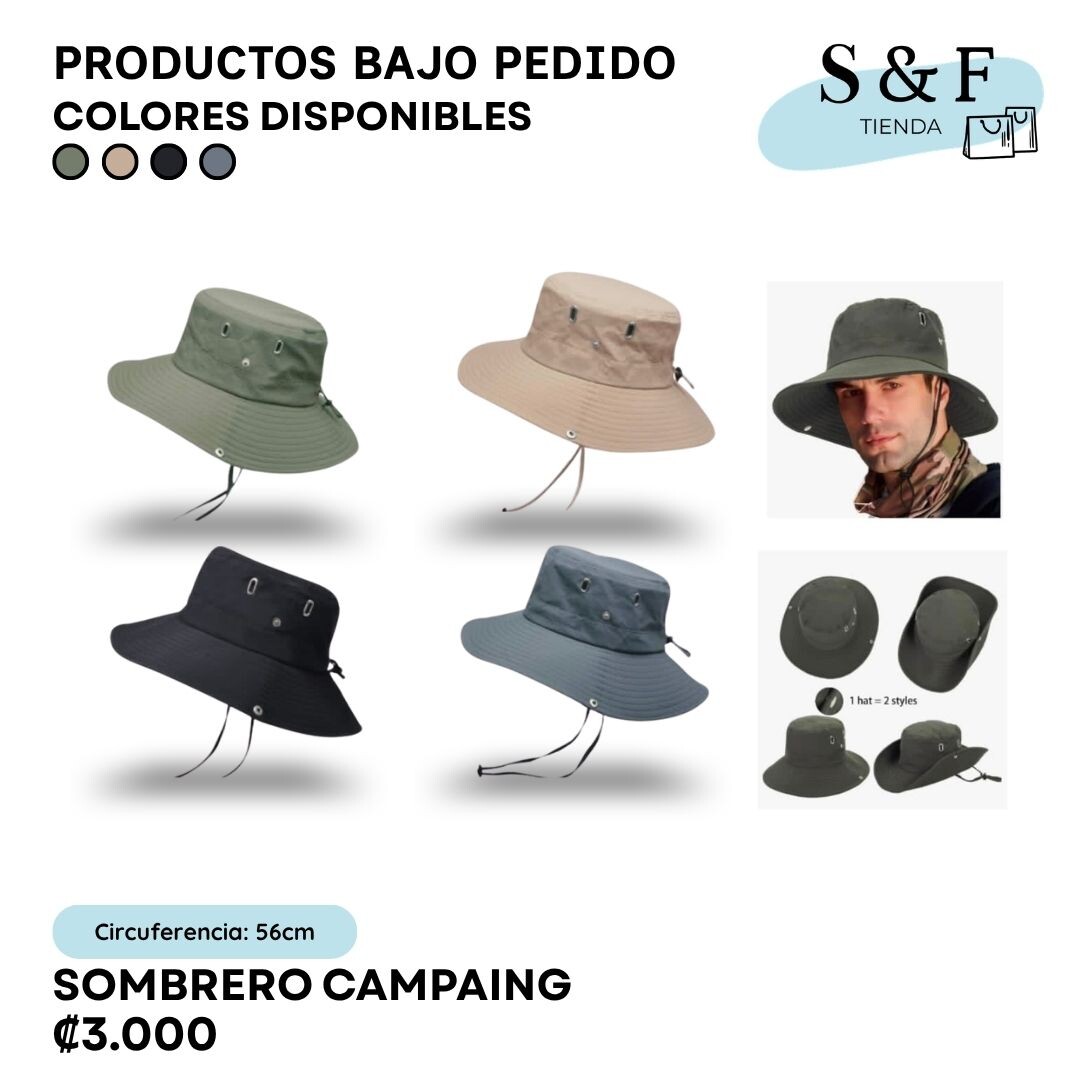 PRODUCTOS BAJO PEDIDO
COLORES DISPONIBLES
S & F
TIENDA
1 hat = 2 styles
Circuferencia: 56cm
SOMBRERO CAMPAING
₡3.000